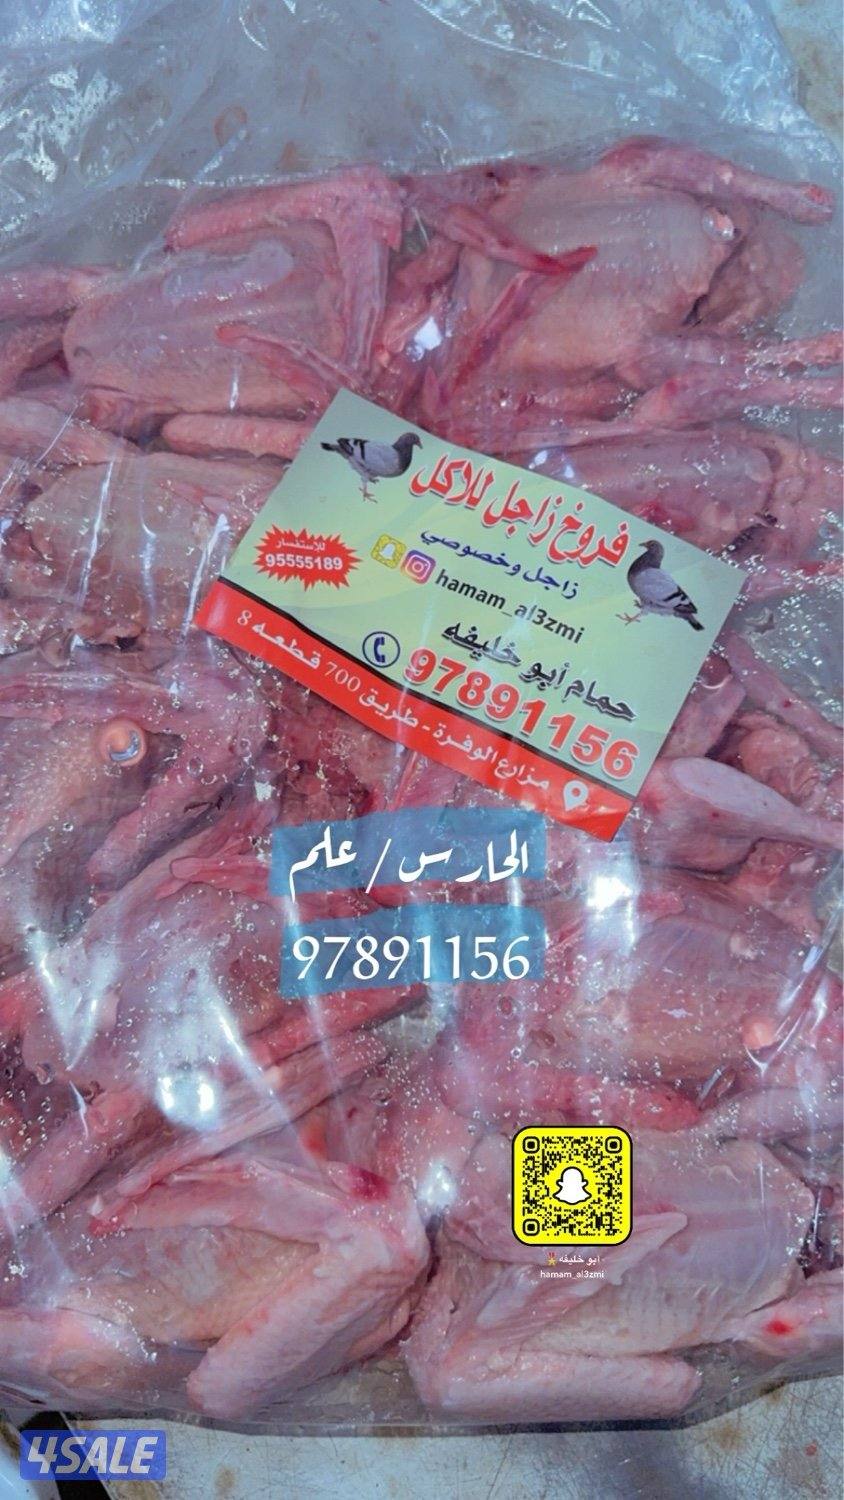 فروخ زاجل للاكل
زاجل وخصوصي
hamam_al3zmi
للاستفسار
95555189
حمام أبو خليفه
97891156
مزارع الوفرة - طريق 700 قطعه 8
الحارس / علم
97891156
أبو خليفه
hamam_al3zmi
4SALE